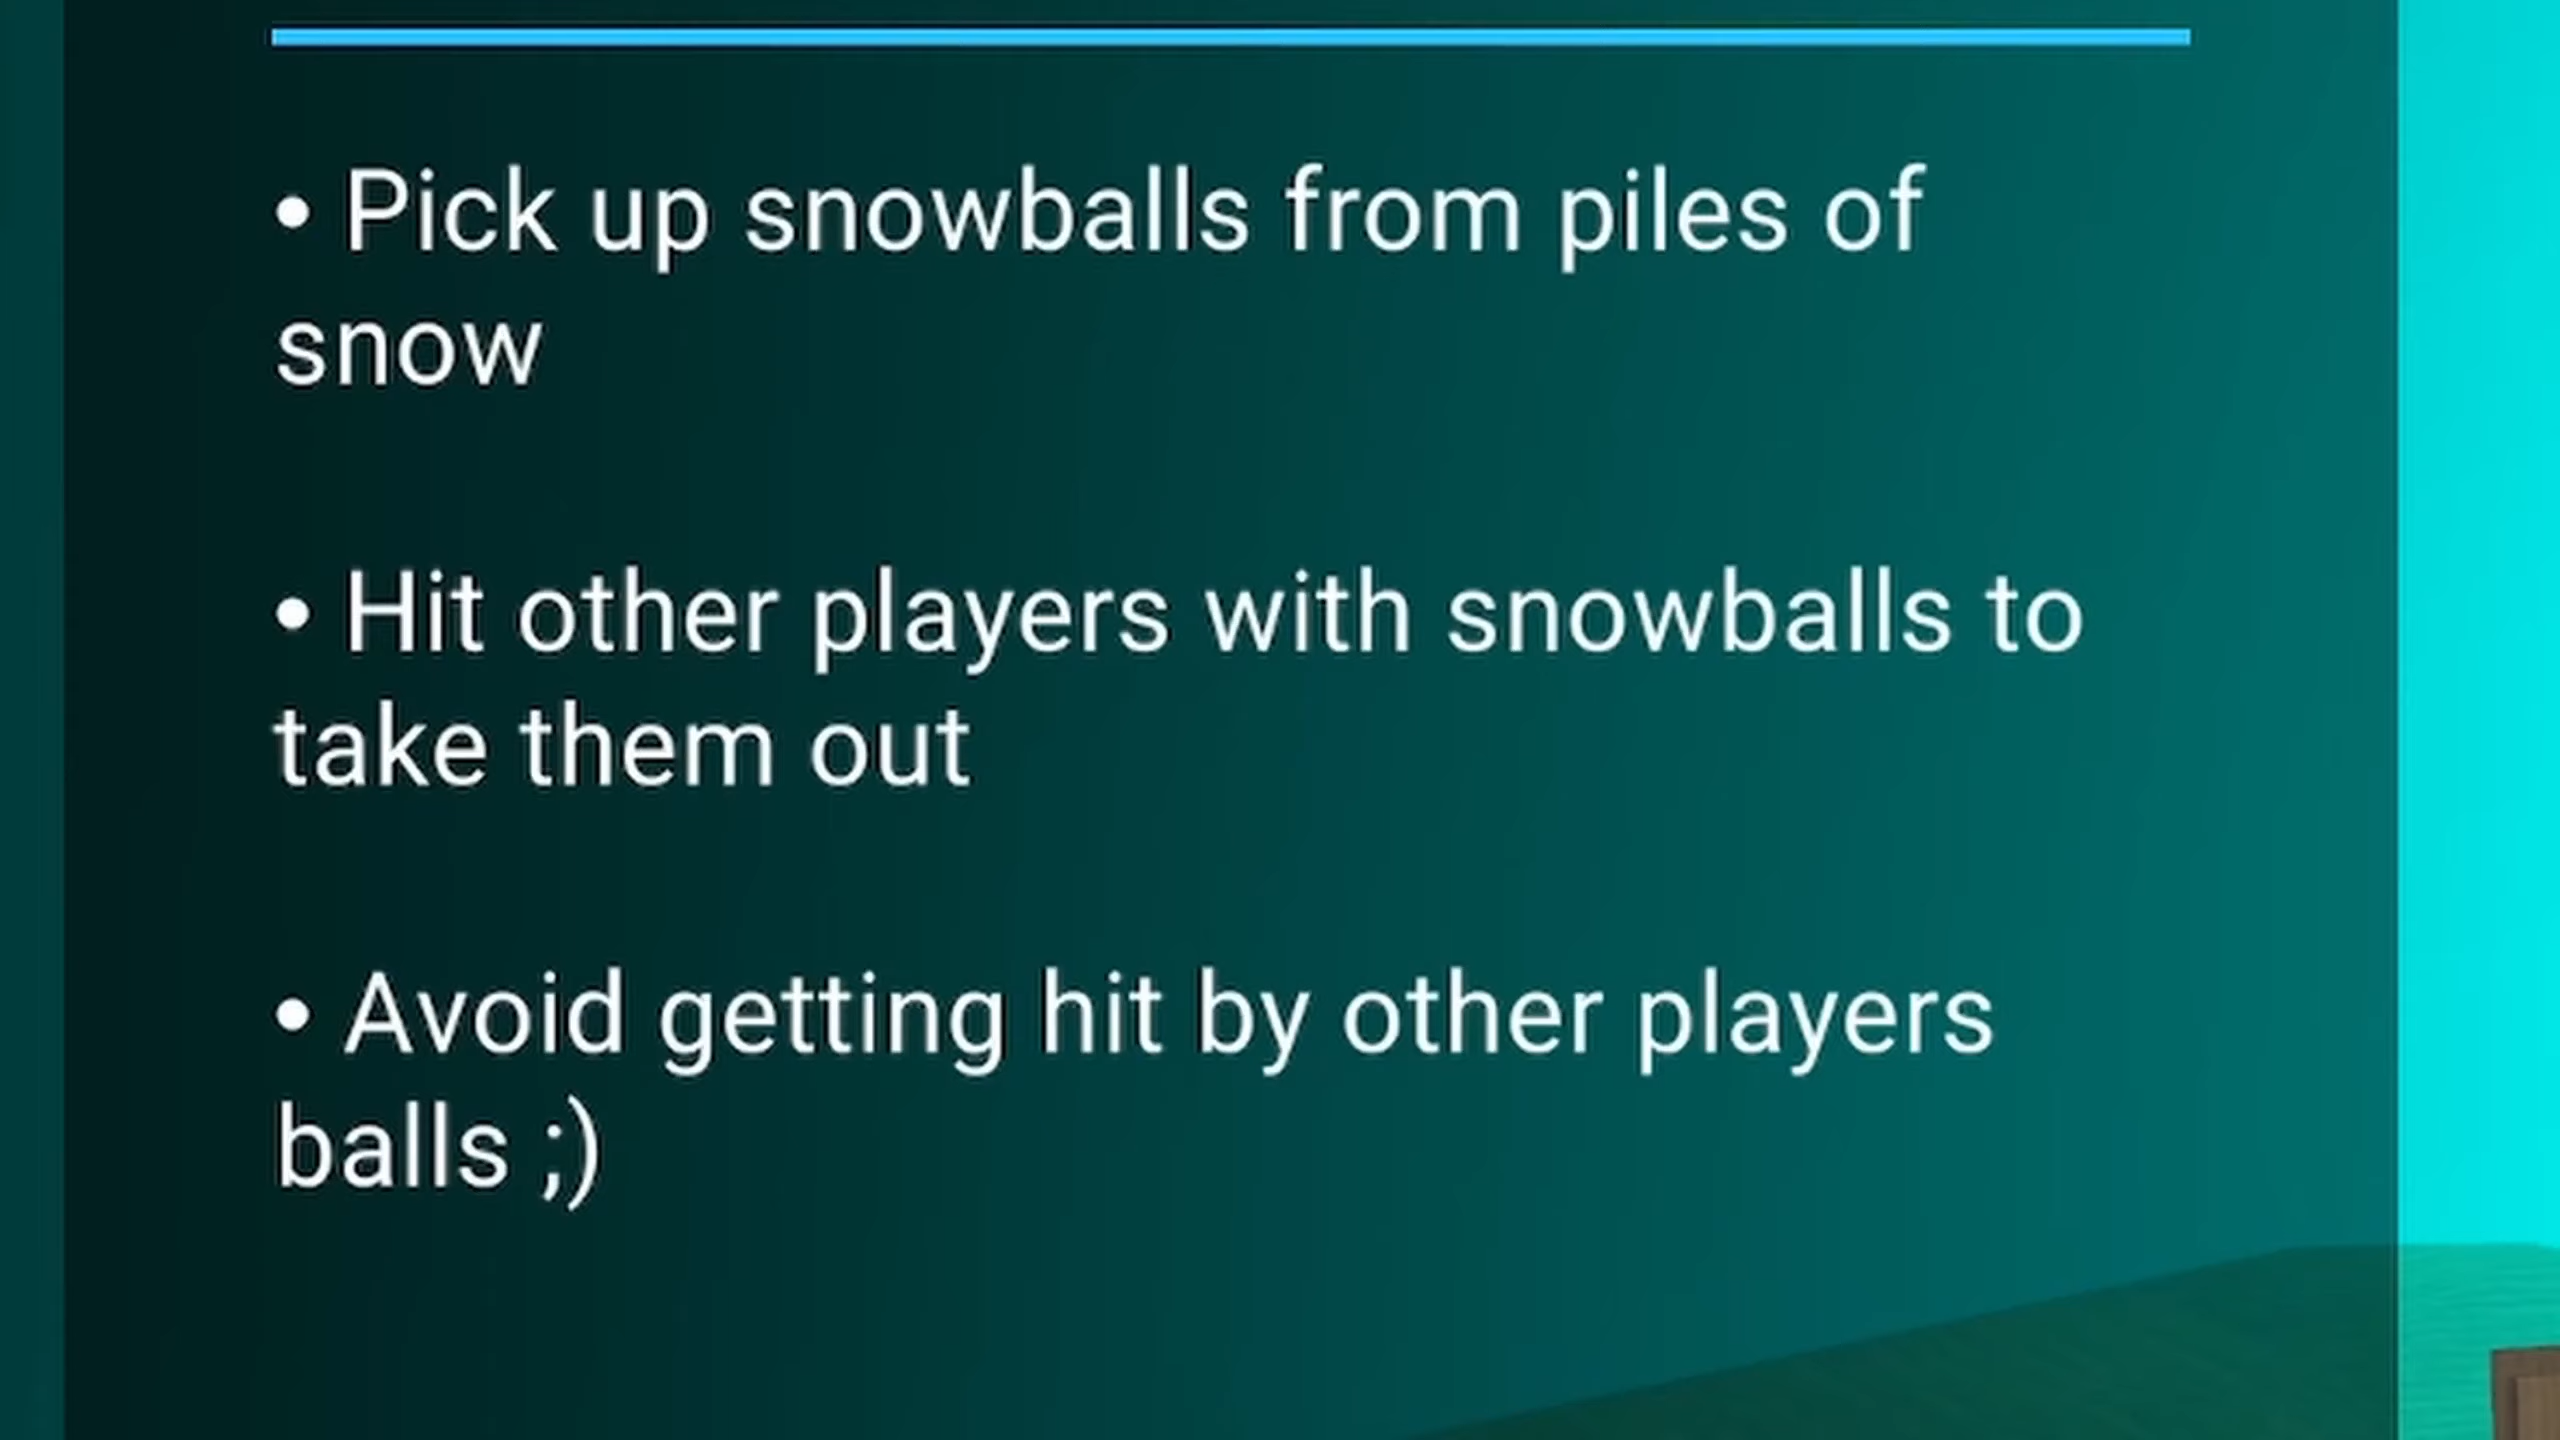 • Pick up snowballs from piles of
snow
• Hit other players with snowballs to
take them out
• Avoid getting hit by other players
balls ;)